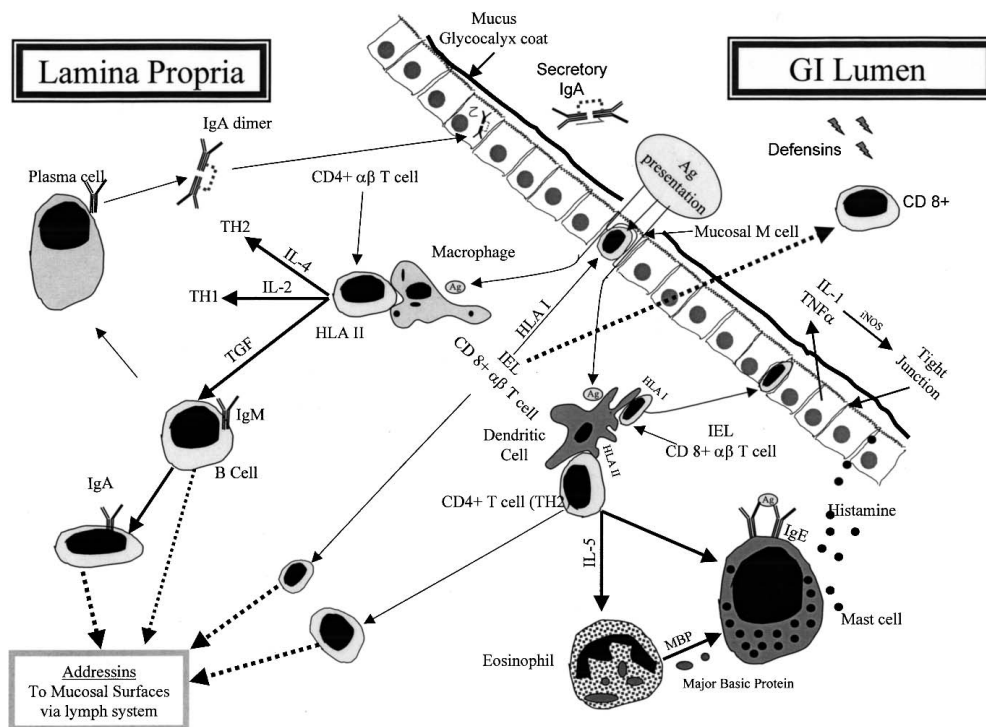 Mucus
Glycocalyx coat
Lamina Propria
GI Lumen
Secretory
IgA
IgA dimer
Defensins
Ag
presentation
Plasma cell
CD4+ αβ T cell
CD 8+
Mucosal M cell
TH2
IL-4
Macrophage
Ag
TH1
IL-2
HLA II
HLA I
IL-1
TNFα
iNOS
Tight
Junction
TGF
IEL
CD 8+ αβ T cell
Ag
HLA I
IgM
B Cell
Dendritic
Cell
HLA II
IEL
CD 8+ αβ T cell
IgA
CD4+ T cell (TH2)
Ag
IgE
Histamine
IL-5
Mast cell
Eosinophil
MBP
Major Basic Protein
Addressins
To Mucosal Surfaces
via lymph system